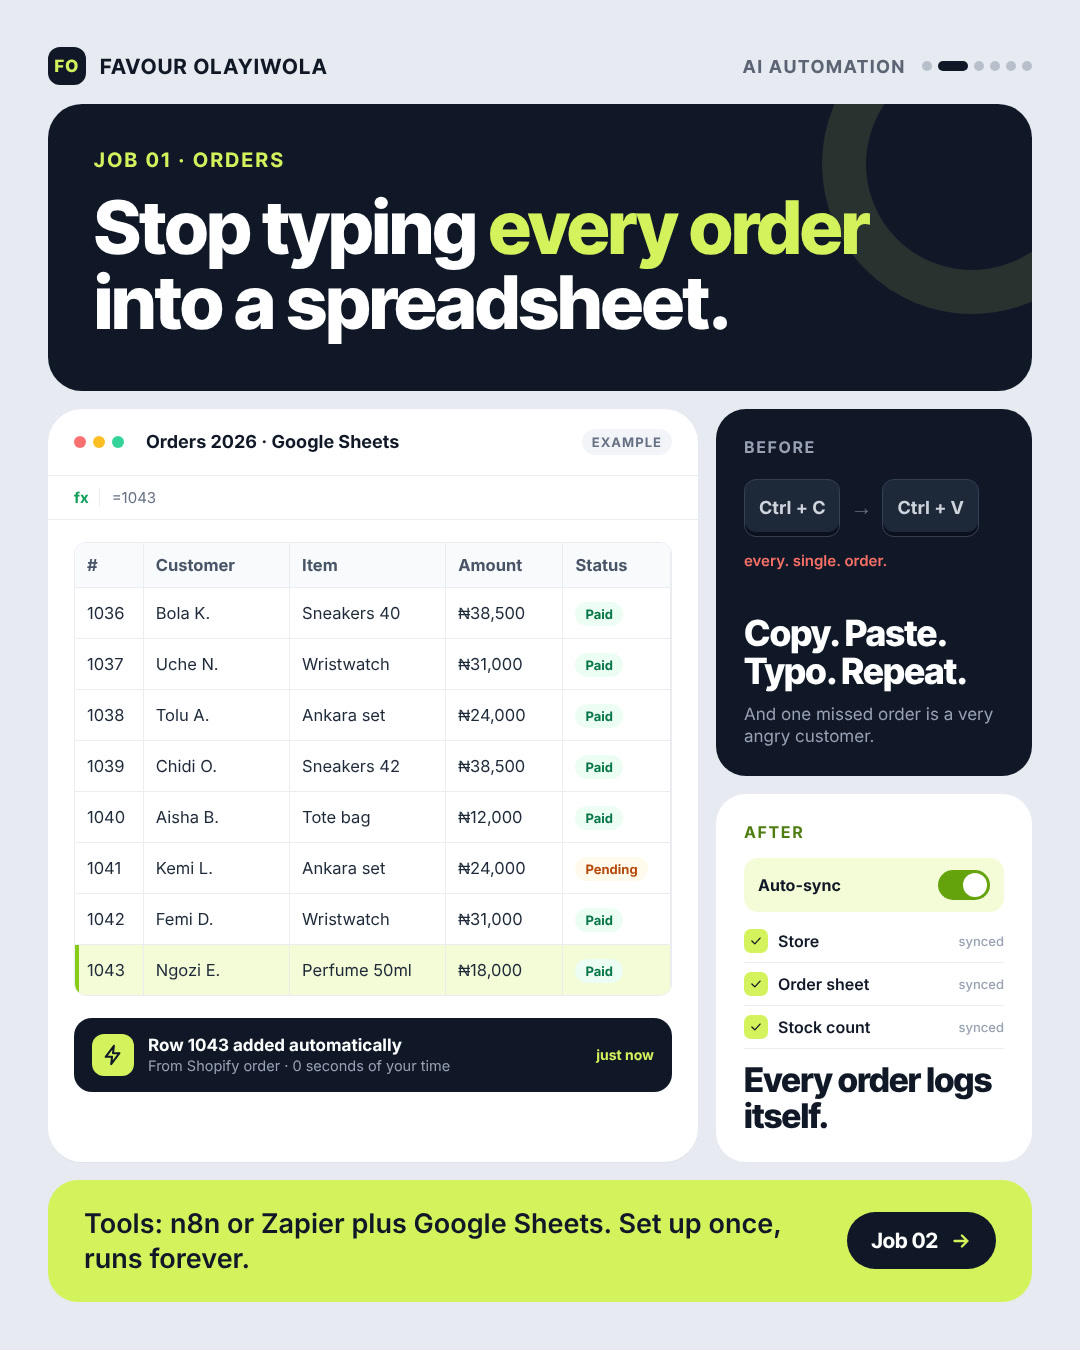 FO FAVOUR OLAYIWOLA
AI AUTOMATION
JOB 01 · ORDERS
Stop typing every order
into a spreadsheet.
Orders 2026 · Google Sheets
EXAMPLE
fx =1043
# Customer Item Amount Status
1036 Bola K. Sneakers 40 ₦38,500 Paid
1037 Uche N. Wristwatch ₦31,000 Paid
1038 Tolu A. Ankara set ₦24,000 Paid
1039 Chidi O. Sneakers 42 ₦38,500 Paid
1040 Aisha B. Tote bag ₦12,000 Paid
1041 Kemi L. Ankara set ₦24,000 Pending
1042 Femi D. Wristwatch ₦31,000 Paid
1043 Ngozi E. Perfume 50ml ₦18,000 Paid
Row 1043 added automatically
From Shopify order · 0 seconds of your time
just now
BEFORE
Ctrl + C → Ctrl + V
every. single. order.
Copy. Paste.
Typo. Repeat.
And one missed order is a very
angry customer.
AFTER
Auto-sync
Store synced
Order sheet synced
Stock count synced
Every order logs
itself.
Tools: n8n or Zapier plus Google Sheets. Set up once,
runs forever.
Job 02 →